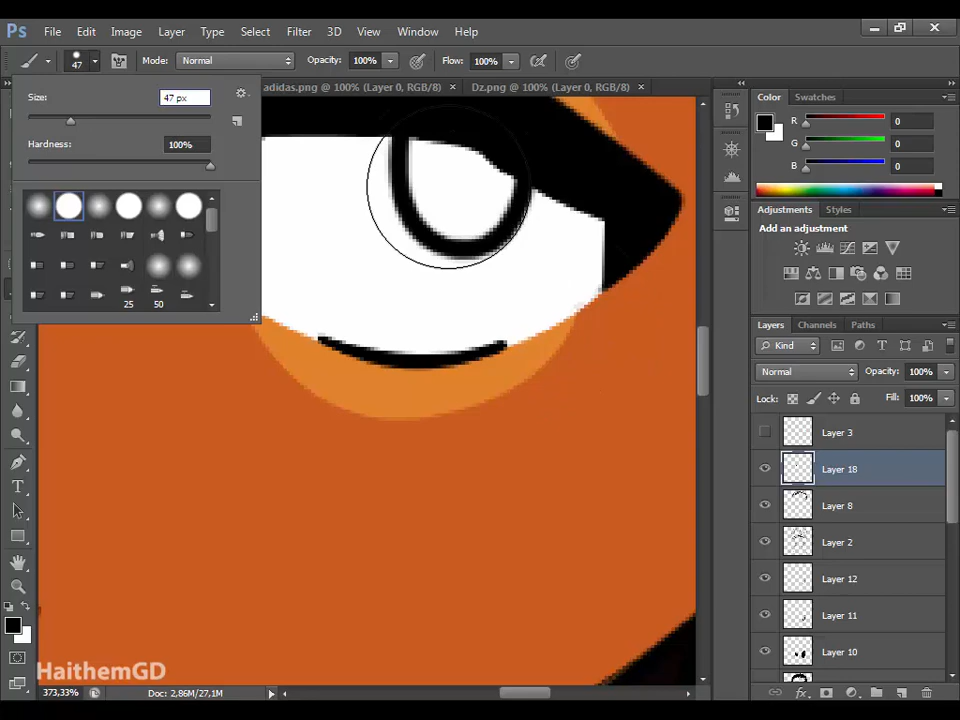 Ps File Edit Image Layer Type Select Filter 3D View Window Help
47 Mode: Normal Opacity: 100% Flow: 100%
Size: 47 px
Hardness: 100%
25 50
adidas.png @ 100% (Layer 0, RGB/8) × Dz.png @ 100% (Layer 0, RGB/8) ×
Color Swatches
R 0
G 0
B 0
Adjustments Styles
Add an adjustment
Layers Channels Paths
Kind
Normal Opacity: 100%
Lock: Fill: 100%
Layer 3
Layer 18
Layer 8
Layer 2
Layer 12
Layer 11
Layer 10
HaithemGD
373,33% Doc: 2,86M/27,1M